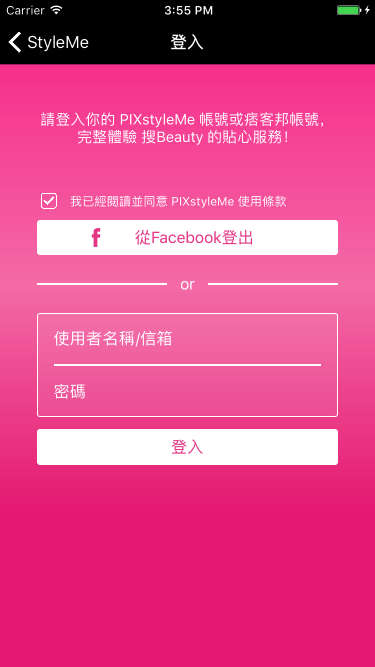 Carrier 3:55 PM
StyleMe 登入
請登入你的 PIXstyleMe 帳號或痞客邦帳號，
完整體驗 搜Beauty 的貼心服務！
我已經閱讀並同意 PIXstyleMe 使用條款
f 從Facebook登出
or
使用者名稱/信箱
密碼
登入